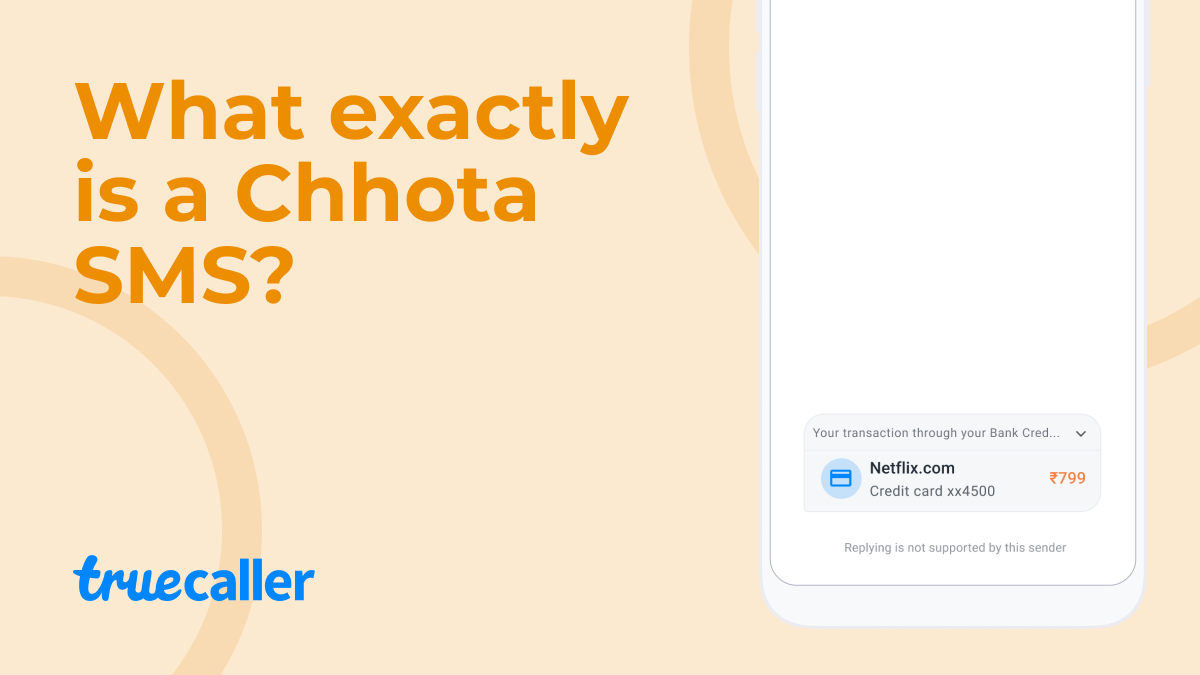 What exactly
is a Chhota
SMS?
truecaller
Your transaction through your Bank Cred...
Netflix.com
₹799
Credit card xx4500
Replying is not supported by this sender